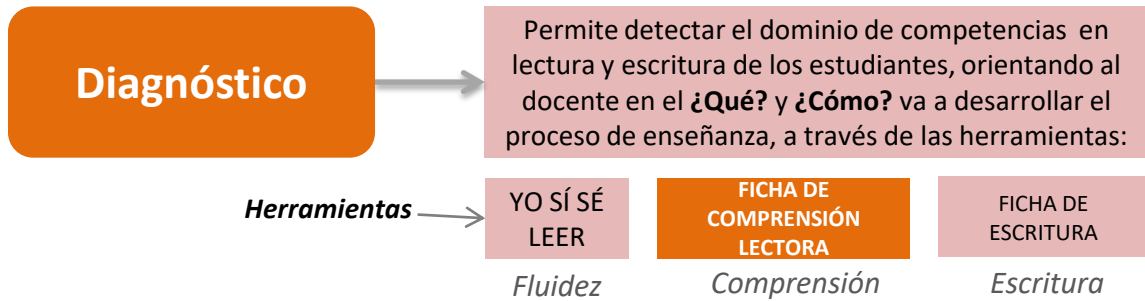 Diagnóstico
Permite detectar el dominio de competencias en
lectura y escritura de los estudiantes, orientando al
docente en el ¿Qué? y ¿Cómo? va a desarrollar el
proceso de enseñanza, a través de las herramientas:
Herramientas
YO SÍ SÉ
LEER
FICHA DE
COMPRENSIÓN
LECTORA
FICHA DE
ESCRITURA
Fluidez
Comprensión
Escritura